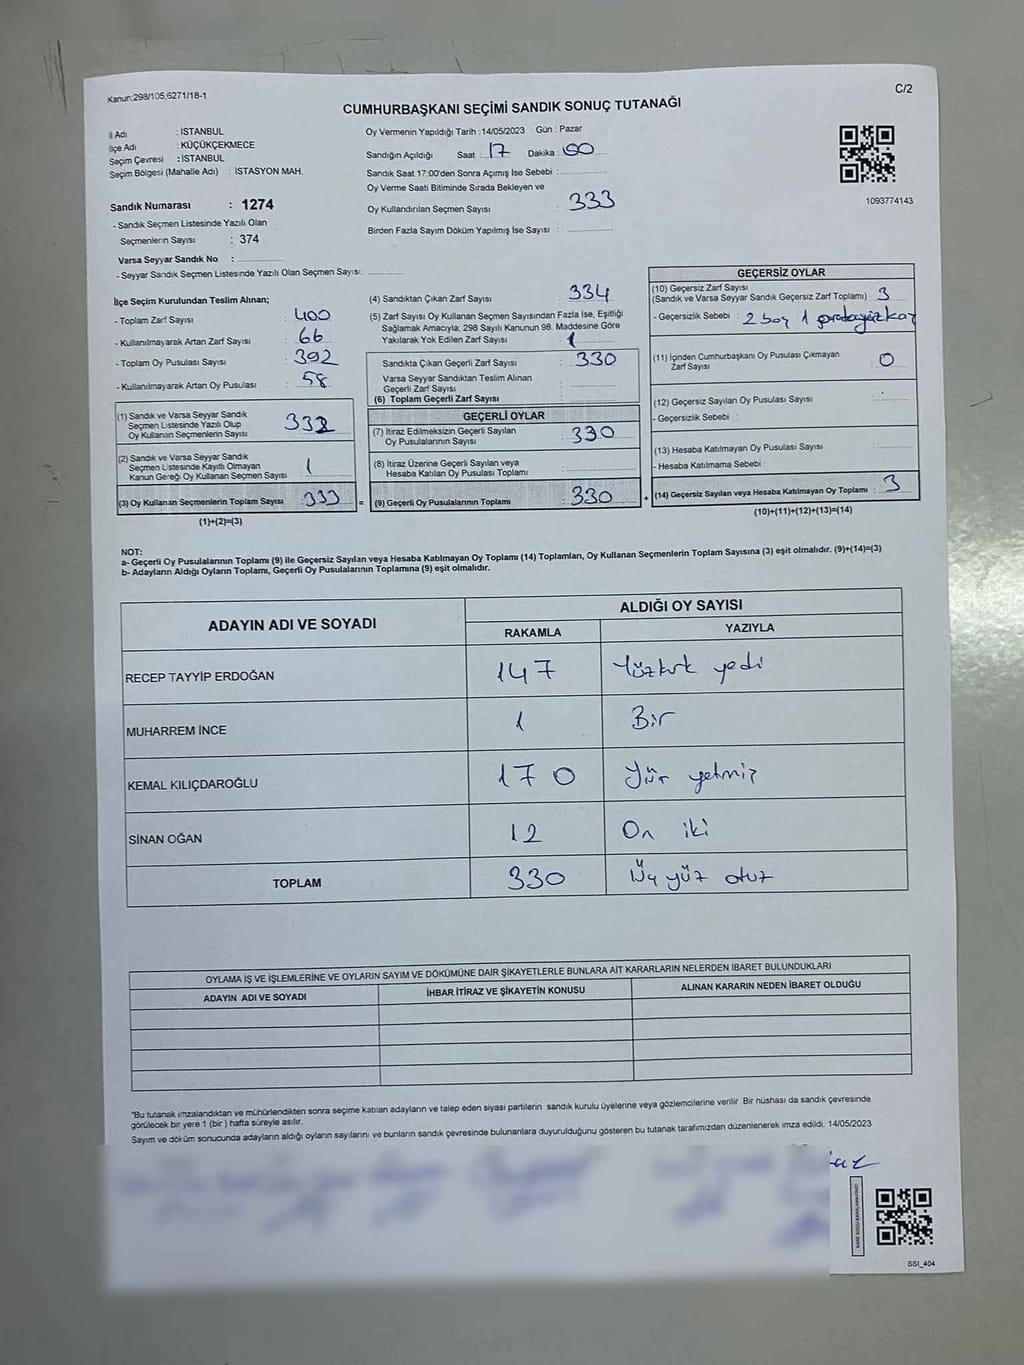 Kanun:298/105;6271/18-1
C/2
CUMHURBAŞKANI SEÇİMİ SANDIK SONUÇ TUTANAĞI
İl Adı : İSTANBUL
İlçe Adı : KÜÇÜKÇEKMECE
Seçim Çevresi : İSTANBUL
Seçim Bölgesi (Mahalle Adı) : İSTASYON MAH.
Sandık Numarası : 1274
- Sandık Seçmen Listesinde Yazılı Olan
Seçmenlerin Sayısı : 374
Varsa Seyyar Sandık No :
- Seyyar Sandık Seçmen Listesinde Yazılı Olan Seçmen Sayısı:
Oy Vermenin Yapıldığı Tarih :14/05/2023 Gün : Pazar
Sandığın Açıldığı Saat : 17 Dakika : 00
Sandık Saat 17:00'den Sonra Açımış İse Sebebi :
Oy Verme Saati Bitiminde Sırada Bekleyen ve
Oy Kullandırılan Seçmen Sayısı : 333
Birden Fazla Sayım Döküm Yapılmış İse Sayısı :
1093774143
İlçe Seçim Kurulundan Teslim Alınan;
- Toplam Zarf Sayısı : 400
- Kullanılmayarak Artan Zarf Sayısı : 66
- Toplam Oy Pusulası Sayısı : 392
- Kullanılmayarak Artan Oy Pusulası : 58
(1) Sandık ve Varsa Seyyar Sandık
Seçmen Listesinde Yazılı Olup
Oy Kullanan Seçmenlerin Sayısı 332
(2) Sandık ve Varsa Seyyar Sandık
Seçmen Listesinde Kayıtlı Olmayan
Kanun Gereği Oy Kullanan Seçmen Sayısı 1
(3) Oy Kullanan Seçmenlerin Toplam Sayısı 333 =
(1)+(2)=(3)
(4) Sandıktan Çıkan Zarf Sayısı : 334
(5) Zarf Sayısı Oy Kullanan Seçmen Sayısından Fazla İse, Eşitliği
Sağlamak Amacıyla, 298 Sayılı Kanunun 98. Maddesine Göre
Yakılarak Yok Edilen Zarf Sayısı : 1
Sandıkta Çıkan Geçerli Zarf Sayısı : 330
Varsa Seyyar Sandıktan Teslim Alınan
Geçerli Zarf Sayısı :
(6) Toplam Geçerli Zarf Sayısı :
GEÇERLİ OYLAR
(7) İtiraz Edilmeksizin Geçerli Sayılan
Oy Pusulalarının Sayısı : 330
(8) İtiraz Üzerine Geçerli Sayılan veya
Hesaba Katılan Oy Pusulası Toplamı :
(9) Geçerli Oy Pusulalarının Toplamı : 330 +
GEÇERSİZ OYLAR
(10) Geçersiz Zarf Sayısı
(Sandık ve Varsa Seyyar Sandık Geçersiz Zarf Toplamı) : 3
- Geçersizlik Sebebi : 2 boş 1
(11) İçinden Cumhurbaşkanı Oy Pusulası Çıkmayan
Zarf Sayısı : 0
(12) Geçersiz Sayılan Oy Pusulası Sayısı :
- Geçersizlik Sebebi :
(13) Hesaba Katılmayan Oy Pusulası Sayısı :
- Hesaba Katılmama Sebebi :
(14) Geçersiz Sayılan veya Hesaba Katılmayan Oy Toplamı : 3
(10)+(11)+(12)+(13)=(14)
NOT:
a- Geçerli Oy Pusulalarının Toplamı (9) ile Geçersiz Sayılan veya Hesaba Katılmayan Oy Toplamı (14) Toplamları, Oy Kullanan Seçmenlerin Toplam Sayısına (3) eşit olmalıdır. (9)+(14)=(3)
b- Adayların Aldığı Oyların Toplamı, Geçerli Oy Pusulalarının Toplamına (9) eşit olmalıdır.
ADAYIN ADI VE SOYADI ALDIĞI OY SAYISI
RAKAMLA YAZIYLA
RECEP TAYYİP ERDOĞAN 147 Yüzkırk yedi
MUHARREM İNCE 1 Bir
KEMAL KILIÇDAROĞLU 170 Yüz yetmiş
SİNAN OĞAN 12 On iki
TOPLAM 330 Üç yüz otuz
OYLAMA İŞ VE İŞLEMLERİNE VE OYLARIN SAYIM VE DÖKÜMÜNE DAİR ŞİKAYETLERLE BUNLARA AİT KARARLARIN NELERDEN İBARET BULUNDUKLARI
ADAYIN ADI VE SOYADI İHBAR İTİRAZ VE ŞİKAYETİN KONUSU ALINAN KARARIN NEDEN İBARET OLDUĞU
*Bu tutanak imzalandıktan ve mühürlendikten sonra seçime katılan adayların ve talep eden siyasi partilerin sandık kurulu üyelerine veya gözlemcilerine verilir. Bir nüshası da sandık çevresinde
görülecek bir yere 1 (bir ) hafta süreyle asılır.
Sayım ve döküm sonucunda adayların aldığı oyların sayılarını ve bunların sandık çevresinde bulunanlara duyurulduğunu gösteren bu tutanak tarafımızdan düzenlenerek imza edildi. 14/05/2023
SSI_404